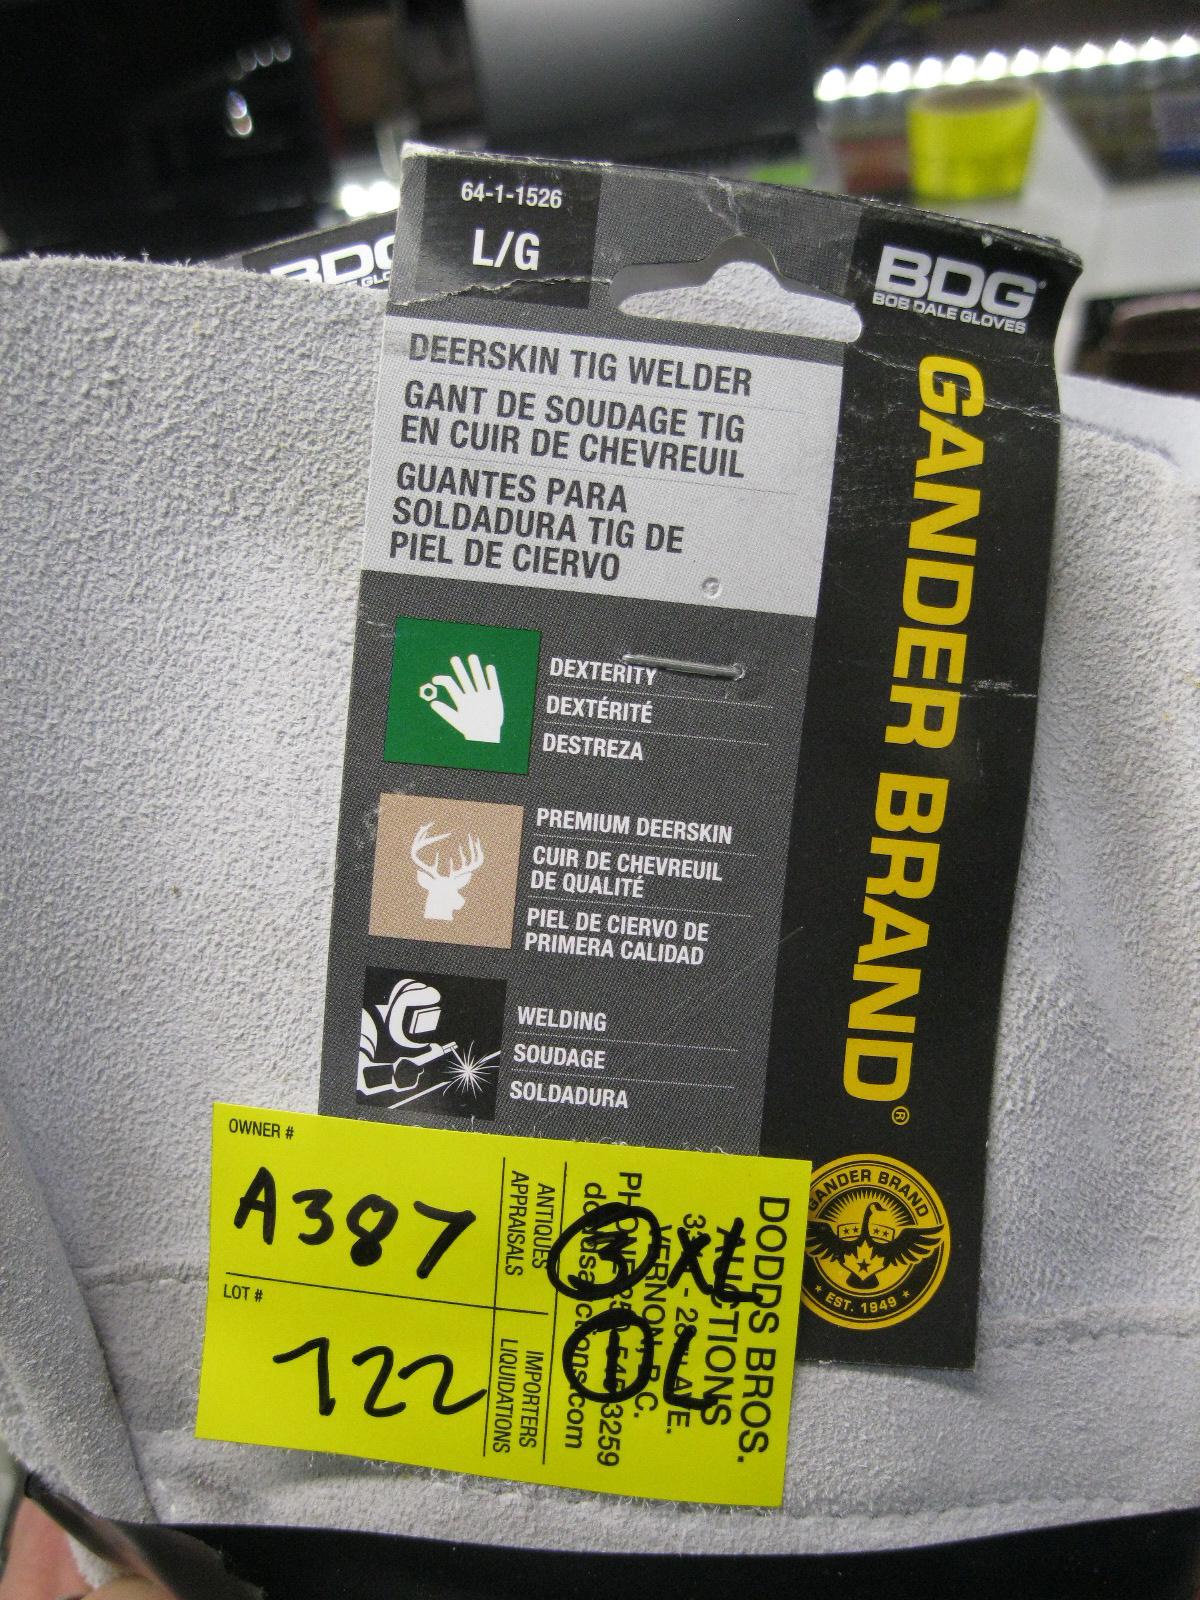 64-1-1526
L/G
BDG
BOB DALE GLOVES
DEERSKIN TIG WELDER
GANT DE SOUDAGE TIG
EN CUIR DE CHEVREUIL
GUANTES PARA
SOLDADURA TIG DE
PIEL DE CIERVO
DEXTERITY
DEXTÉRITÉ
DESTREZA
PREMIUM DEERSKIN
CUIR DE CHEVREUIL
DE QUALITÉ
PIEL DE CIERVO DE
PRIMERA CALIDAD
WELDING
SOUDAGE
SOLDADURA
GANDER BRAND®
GANDER BRAND
EST. 1949
OWNER #
A387
LOT #
722
ANTIQUES
APPRAISALS
IMPORTERS
LIQUIDATIONS
DODDS BROS.
AUCTIONS
AVE.
VERNON, B.C.
3XL
L
BDG